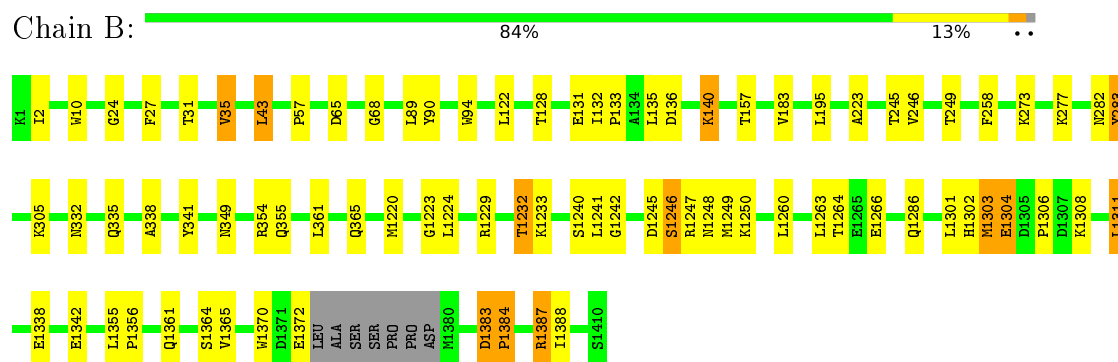 Chain B:
84% 13% • •
K1 I2 W10 G24 F27 T31 V35 L43 P57 D65 G68 L89 Y90 W94 L122 T128 E131 I132 P133 A134 L135 D136 K140 T157 V183 L195 A223 T245 V246 T249 F258 K273 K277 N282
K305 N332 Q335 A338 Y341 N349 R354 Q355 L361 Q365 M1220 G1223 L1224 R1229 T1232 K1233 S1240 L1241 G1242 D1245 S1246 R1247 N1248 M1249 K1250 L1260 L1263 T1264 E1265 E1266 Q1286 L1301 H1302 M1303 E1304 D1305 P1306 D1307 K1308 L1311
E1338 E1342 L1355 P1356 Q1361 S1364 V1365 W1370 D1371 E1372 LEU ALA SER SER PRO PRO ASP M1380 D1383 P1384 R1387 I1388 S1410